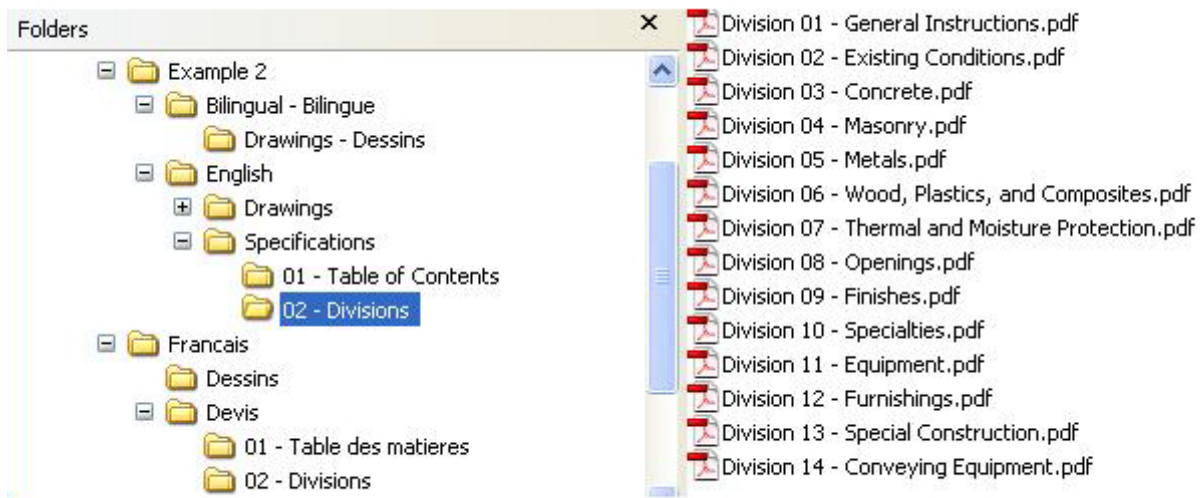 Folders
Example 2
Bilingual - Bilingue
Drawings - Dessins
English
Drawings
Specifications
01 - Table of Contents
02 - Divisions
Francais
Dessins
Devis
01 - Table des matieres
02 - Divisions
Division 01 - General Instructions.pdf
Division 02 - Existing Conditions.pdf
Division 03 - Concrete.pdf
Division 04 - Masonry.pdf
Division 05 - Metals.pdf
Division 06 - Wood, Plastics, and Composites.pdf
Division 07 - Thermal and Moisture Protection.pdf
Division 08 - Openings.pdf
Division 09 - Finishes.pdf
Division 10 - Specialties.pdf
Division 11 - Equipment.pdf
Division 12 - Furnishings.pdf
Division 13 - Special Construction.pdf
Division 14 - Conveying Equipment.pdf